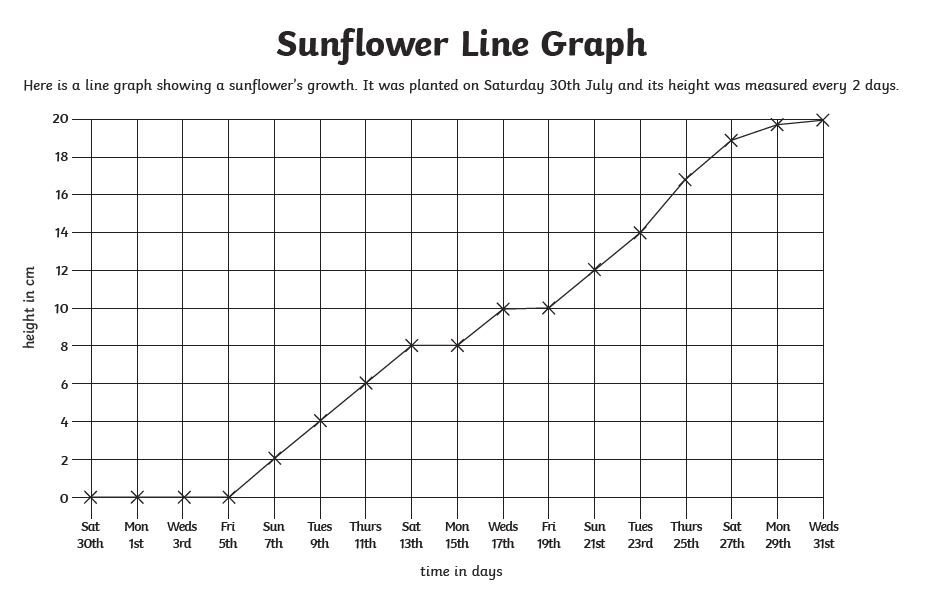 Sunflower Line Graph
Here is a line graph showing a sunflower's growth. It was planted on Saturday 30th July and its height was measured every 2 days.
20
18
16
14
12
10
8
6
4
2
0
height in cm
Sat Mon Weds Fri Sun Tues Thurs Sat Mon Weds Fri Sun Tues Thurs Sat Mon Weds
30th 1st 3rd 5th 7th 9th 11th 13th 15th 17th 19th 21st 23rd 25th 27th 29th 31st
time in days